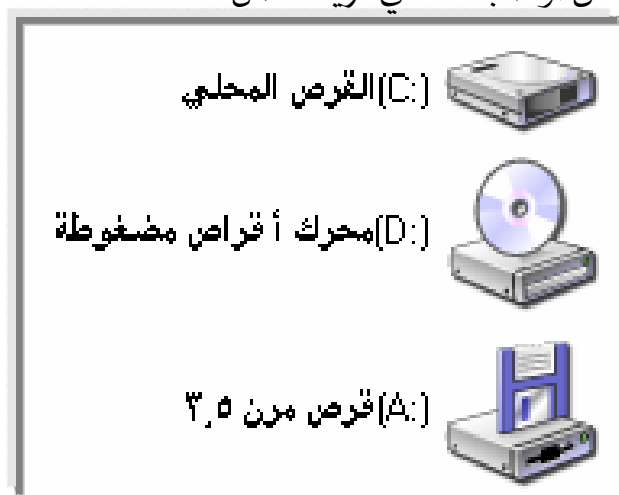 القرص المحلي(C:)
محرك أقراص مضغوطة(D:)
قرص مرن ٣,٥(A:)